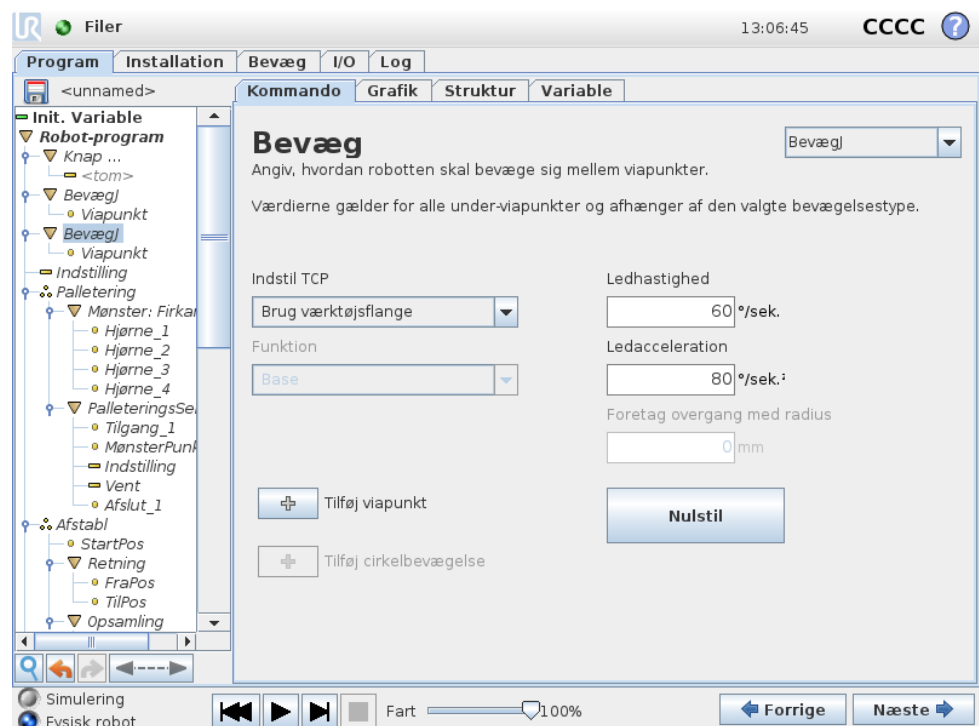 UR Filer 13:06:45 CCCC ?
Program Installation Bevæg I/O Log
<unnamed>
Kommando Grafik Struktur Variable
Init. Variable
Robot-program
Knap ...
<tom>
BevægJ
Viapunkt
BevægJ
Viapunkt
Indstilling
Palletering
Mønster: Firkan
Hjørne_1
Hjørne_2
Hjørne_3
Hjørne_4
PalleteringsSe
Tilgang_1
MønsterPunk
Indstilling
Vent
Afslut_1
Afstabl
StartPos
Retning
FraPos
TilPos
Opsamling
Bevæg
BevægJ
Angiv, hvordan robotten skal bevæge sig mellem viapunkter.
Værdierne gælder for alle under-viapunkter og afhænger af den valgte bevægelsestype.
Indstil TCP
Brug værktøjsflange
Funktion
Base
Ledhastighed
60 °/sek.
Ledacceleration
80 °/sek.²
Foretag overgang med radius
0 mm
Tilføj viapunkt
Nulstil
Tilføj cirkelbevægelse
Simulering
Fysisk robot
Fart 100%
Forrige Næste